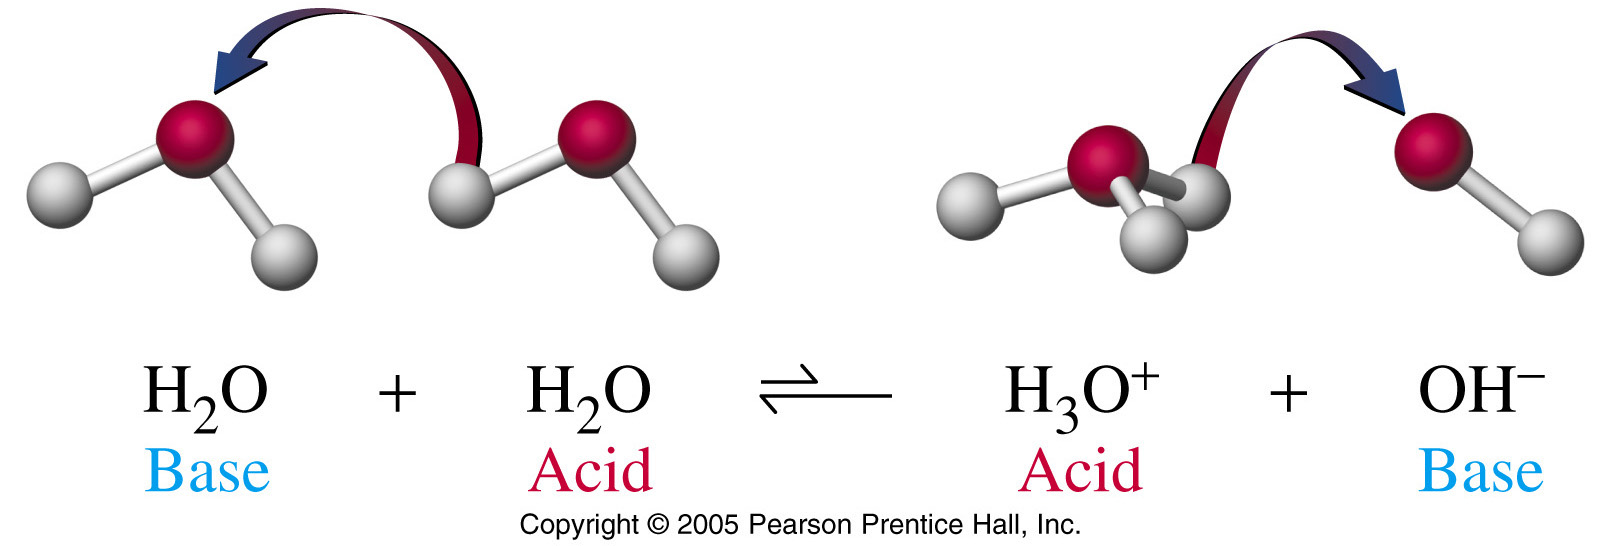 H₂O + H₂O ⇌ H₃O⁺ + OH⁻
Base Acid Acid Base
Copyright © 2005 Pearson Prentice Hall, Inc.